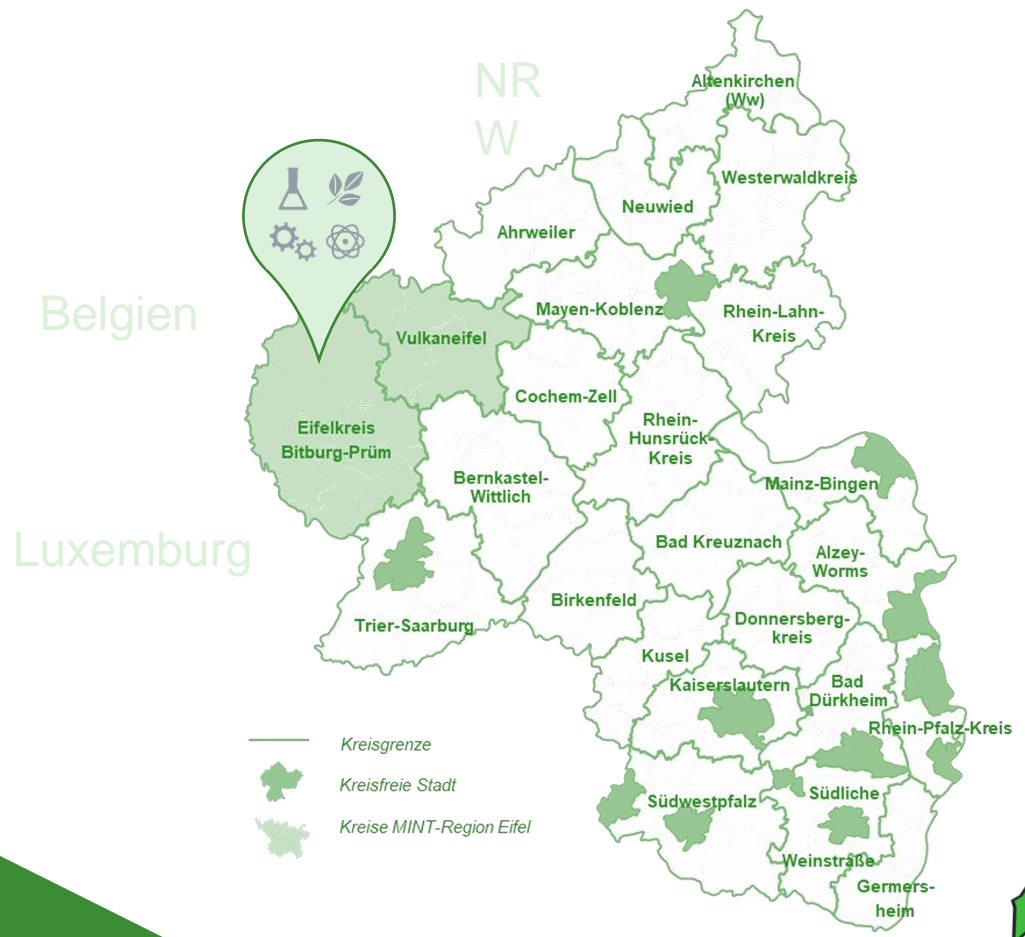 NR
W
Altenkirchen
(Ww)
Westerwaldkreis
Neuwied
Ahrweiler
Belgien
Mayen-Koblenz
Rhein-Lahn-
Kreis
Vulkaneifel
Cochem-Zell
Eifelkreis
Bitburg-Prüm
Rhein-
Hunsrück-
Kreis
Bernkastel-
Wittlich
Mainz-Bingen
Luxemburg
Bad Kreuznach
Alzey-
Worms
Birkenfeld
Trier-Saarburg
Donnersberg-
kreis
Kusel
Kaiserslautern
Bad
Dürkheim
Rhein-Pfalz-Kreis
Kreisgrenze
Kreisfreie Stadt
Kreise MINT-Region Eifel
Südwestpfalz
Südliche
Weinstraße
Germers-
heim